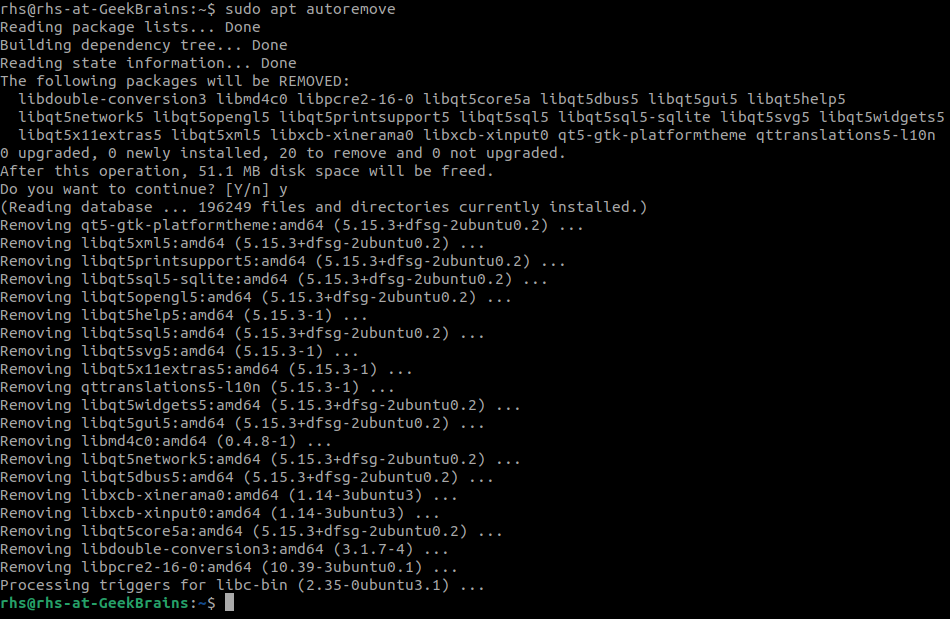 rhs@rhs-at-GeekBrains:~$ sudo apt autoremove
Reading package lists... Done
Building dependency tree... Done
Reading state information... Done
The following packages will be REMOVED:
  libdouble-conversion3 libmd4c0 libpcre2-16-0 libqt5core5a libqt5dbus5 libqt5gui5 libqt5help5
  libqt5network5 libqt5opengl5 libqt5printsupport5 libqt5sql5 libqt5sql5-sqlite libqt5svg5 libqt5widgets5
  libqt5x11extras5 libqt5xml5 libxcb-xinerama0 libxcb-xinput0 qt5-gtk-platformtheme qttranslations5-l10n
0 upgraded, 0 newly installed, 20 to remove and 0 not upgraded.
After this operation, 51.1 MB disk space will be freed.
Do you want to continue? [Y/n] y
(Reading database ... 196249 files and directories currently installed.)
Removing qt5-gtk-platformtheme:amd64 (5.15.3+dfsg-2ubuntu0.2) ...
Removing libqt5xml5:amd64 (5.15.3+dfsg-2ubuntu0.2) ...
Removing libqt5printsupport5:amd64 (5.15.3+dfsg-2ubuntu0.2) ...
Removing libqt5sql5-sqlite:amd64 (5.15.3+dfsg-2ubuntu0.2) ...
Removing libqt5opengl5:amd64 (5.15.3+dfsg-2ubuntu0.2) ...
Removing libqt5help5:amd64 (5.15.3-1) ...
Removing libqt5sql5:amd64 (5.15.3+dfsg-2ubuntu0.2) ...
Removing libqt5svg5:amd64 (5.15.3-1) ...
Removing libqt5x11extras5:amd64 (5.15.3-1) ...
Removing qttranslations5-l10n (5.15.3-1) ...
Removing libqt5widgets5:amd64 (5.15.3+dfsg-2ubuntu0.2) ...
Removing libqt5gui5:amd64 (5.15.3+dfsg-2ubuntu0.2) ...
Removing libmd4c0:amd64 (0.4.8-1) ...
Removing libqt5network5:amd64 (5.15.3+dfsg-2ubuntu0.2) ...
Removing libqt5dbus5:amd64 (5.15.3+dfsg-2ubuntu0.2) ...
Removing libxcb-xinerama0:amd64 (1.14-3ubuntu3) ...
Removing libxcb-xinput0:amd64 (1.14-3ubuntu3) ...
Removing libqt5core5a:amd64 (5.15.3+dfsg-2ubuntu0.2) ...
Removing libdouble-conversion3:amd64 (3.1.7-4) ...
Removing libpcre2-16-0:amd64 (10.39-3ubuntu0.1) ...
Processing triggers for libc-bin (2.35-0ubuntu3.1) ...
rhs@rhs-at-GeekBrains:~$